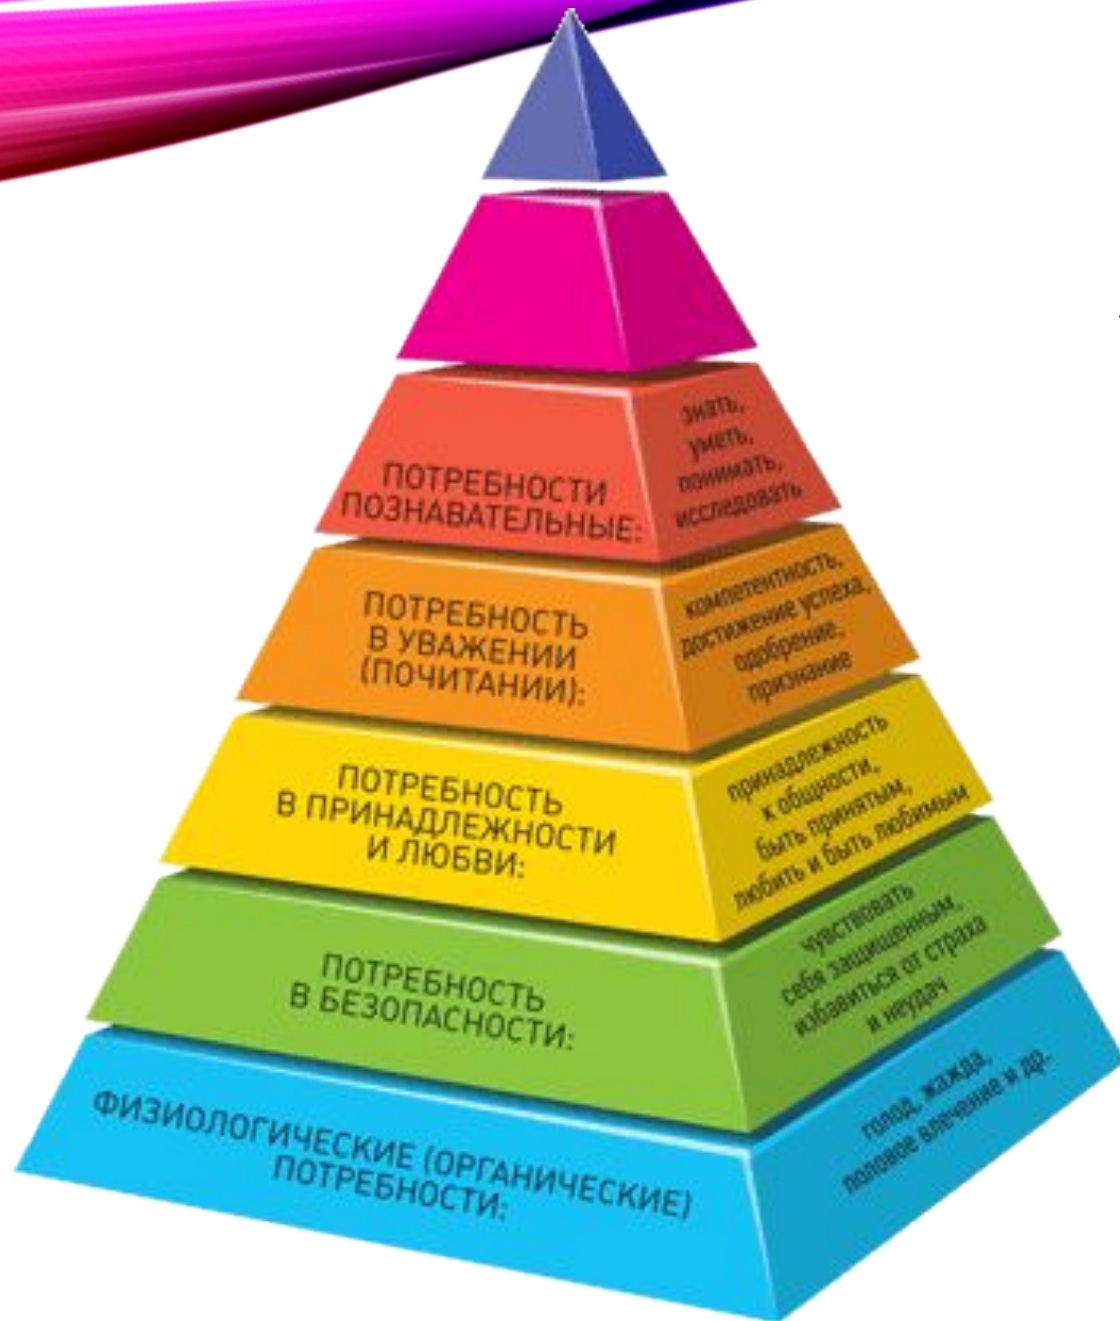 ПОТРЕБНОСТИ
ПОЗНАВАТЕЛЬНЫЕ:
знать,
уметь,
понимать,
исследовать
ПОТРЕБНОСТЬ
В УВАЖЕНИИ
(ПОЧИТАНИИ):
компетентность,
достижение успеха,
одобрение,
признание
ПОТРЕБНОСТЬ
В ПРИНАДЛЕЖНОСТИ
И ЛЮБВИ:
принадлежность
к общности,
быть принятым,
любить и быть любимым
ПОТРЕБНОСТЬ
В БЕЗОПАСНОСТИ:
чувствовать
себя защищенным,
избавиться от страха
и неудач
ФИЗИОЛОГИЧЕСКИЕ (ОРГАНИЧЕСКИЕ)
ПОТРЕБНОСТИ:
голод, жажда,
половое влечение и др.